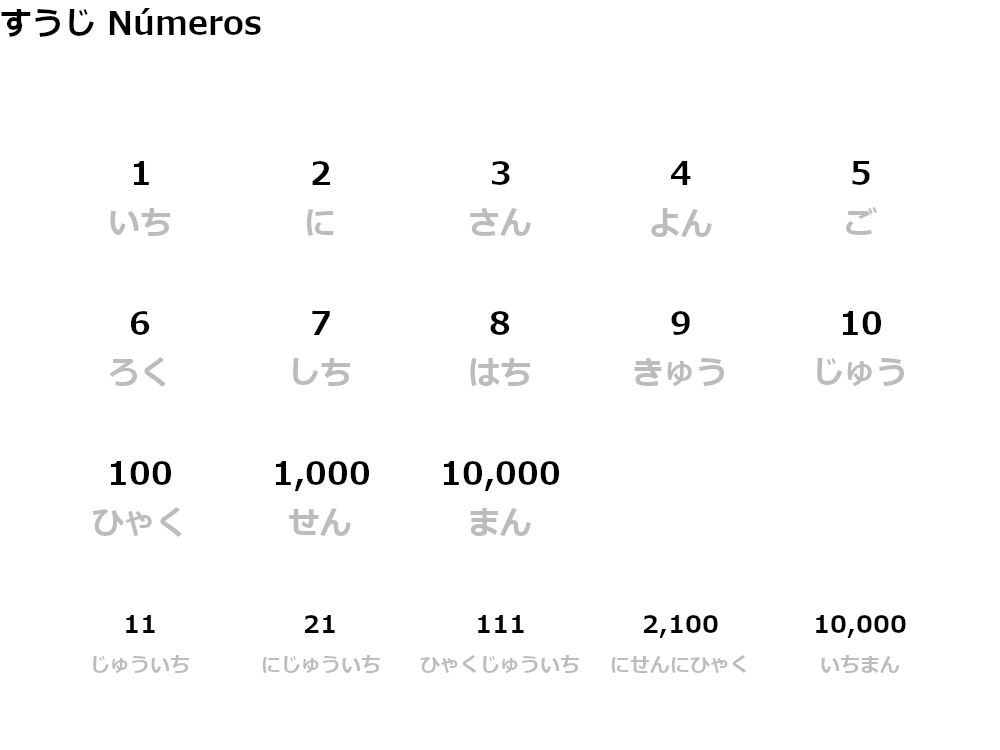 すうじ Números
1 2 3 4 5
いち に さん よん ご
6 7 8 9 10
ろく しち はち きゅう じゅう
100 1,000 10,000
ひゃく せん まん
11 21 111 2,100 10,000
じゅういち にじゅういち ひゃくじゅういち にせんにひゃく いちまん